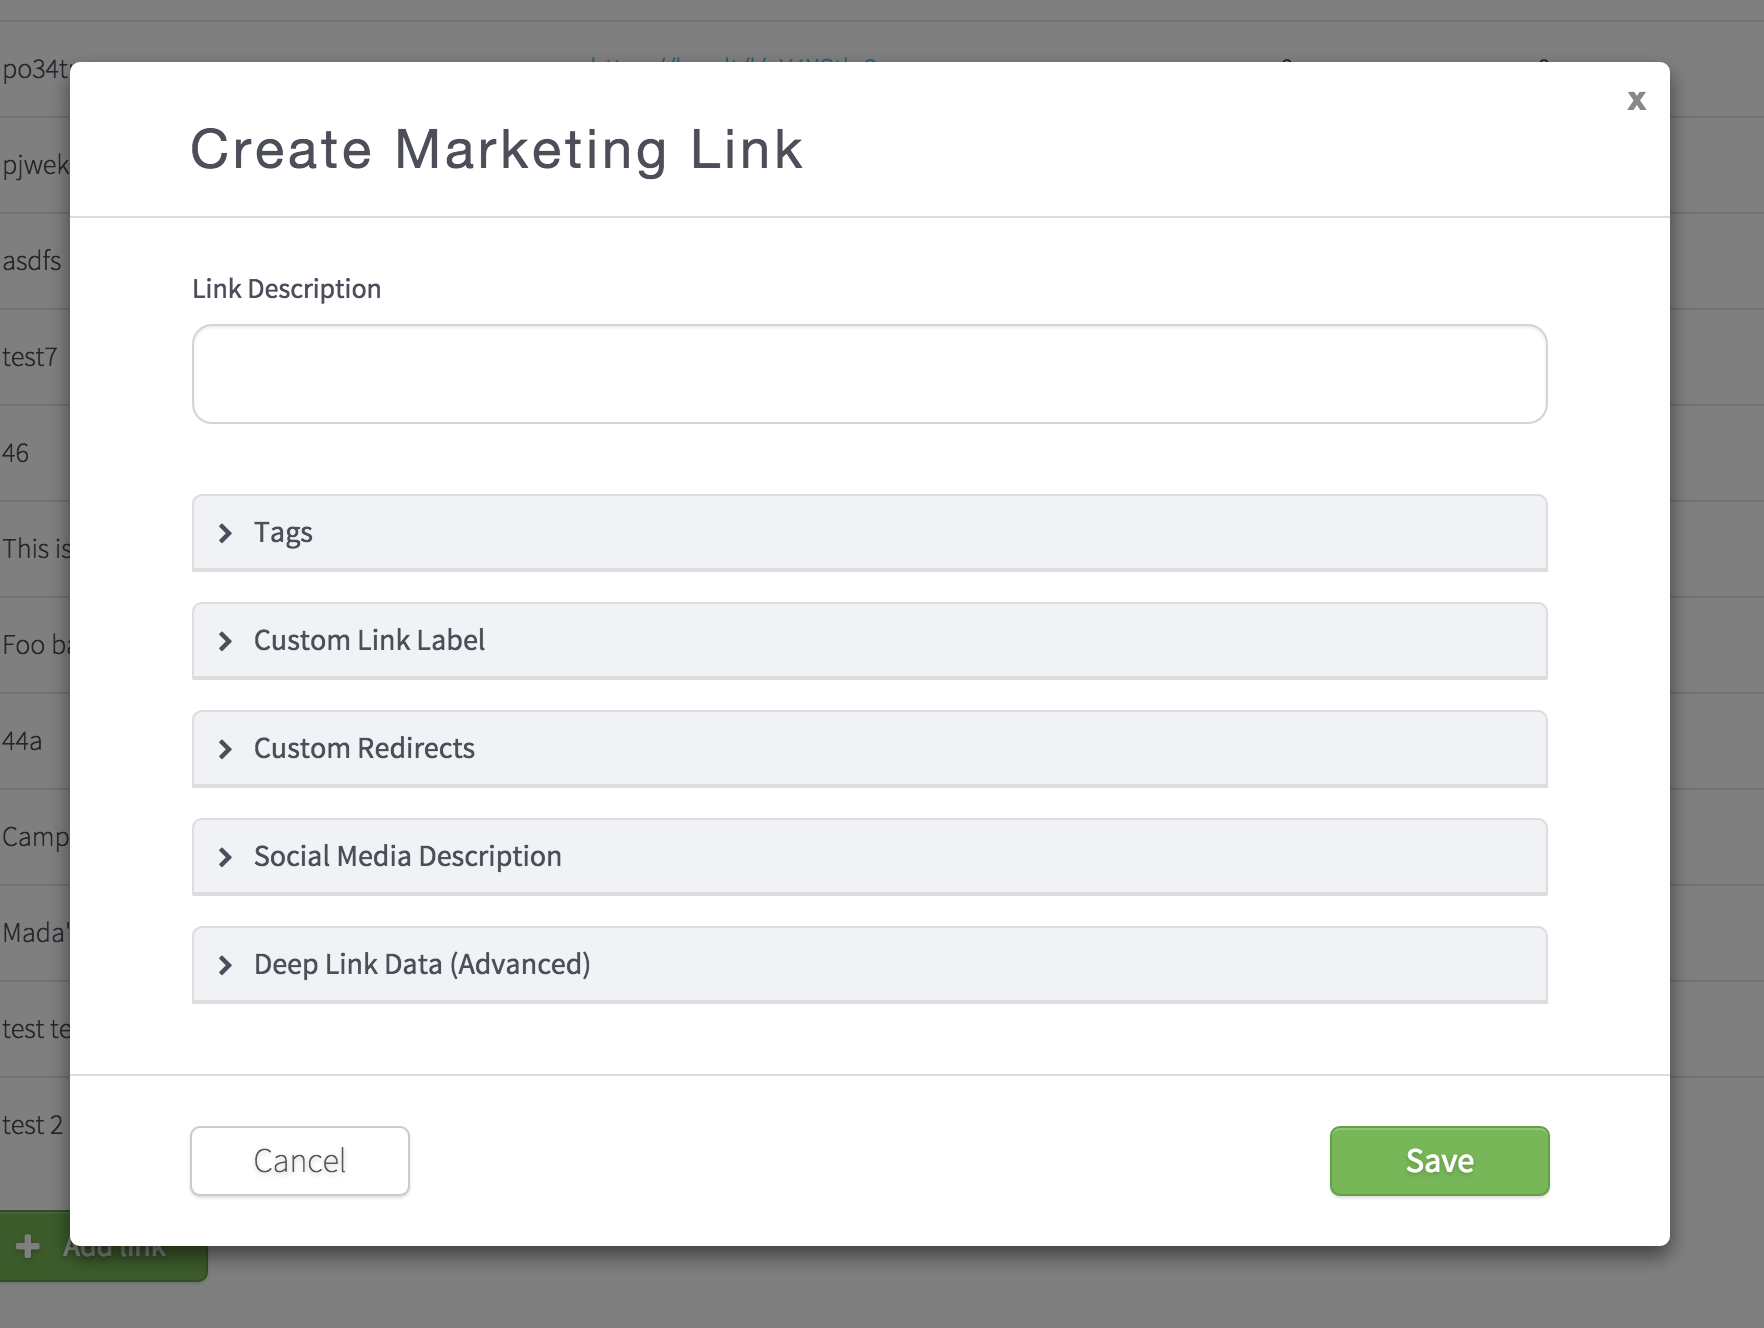 x
Create Marketing Link
Link Description
Tags
Custom Link Label
Custom Redirects
Social Media Description
Deep Link Data (Advanced)
Cancel
Save
pjwek
asdfs
test7
46
This is
Foo
44a
Camp
Mada'
test te
test 2
Add link